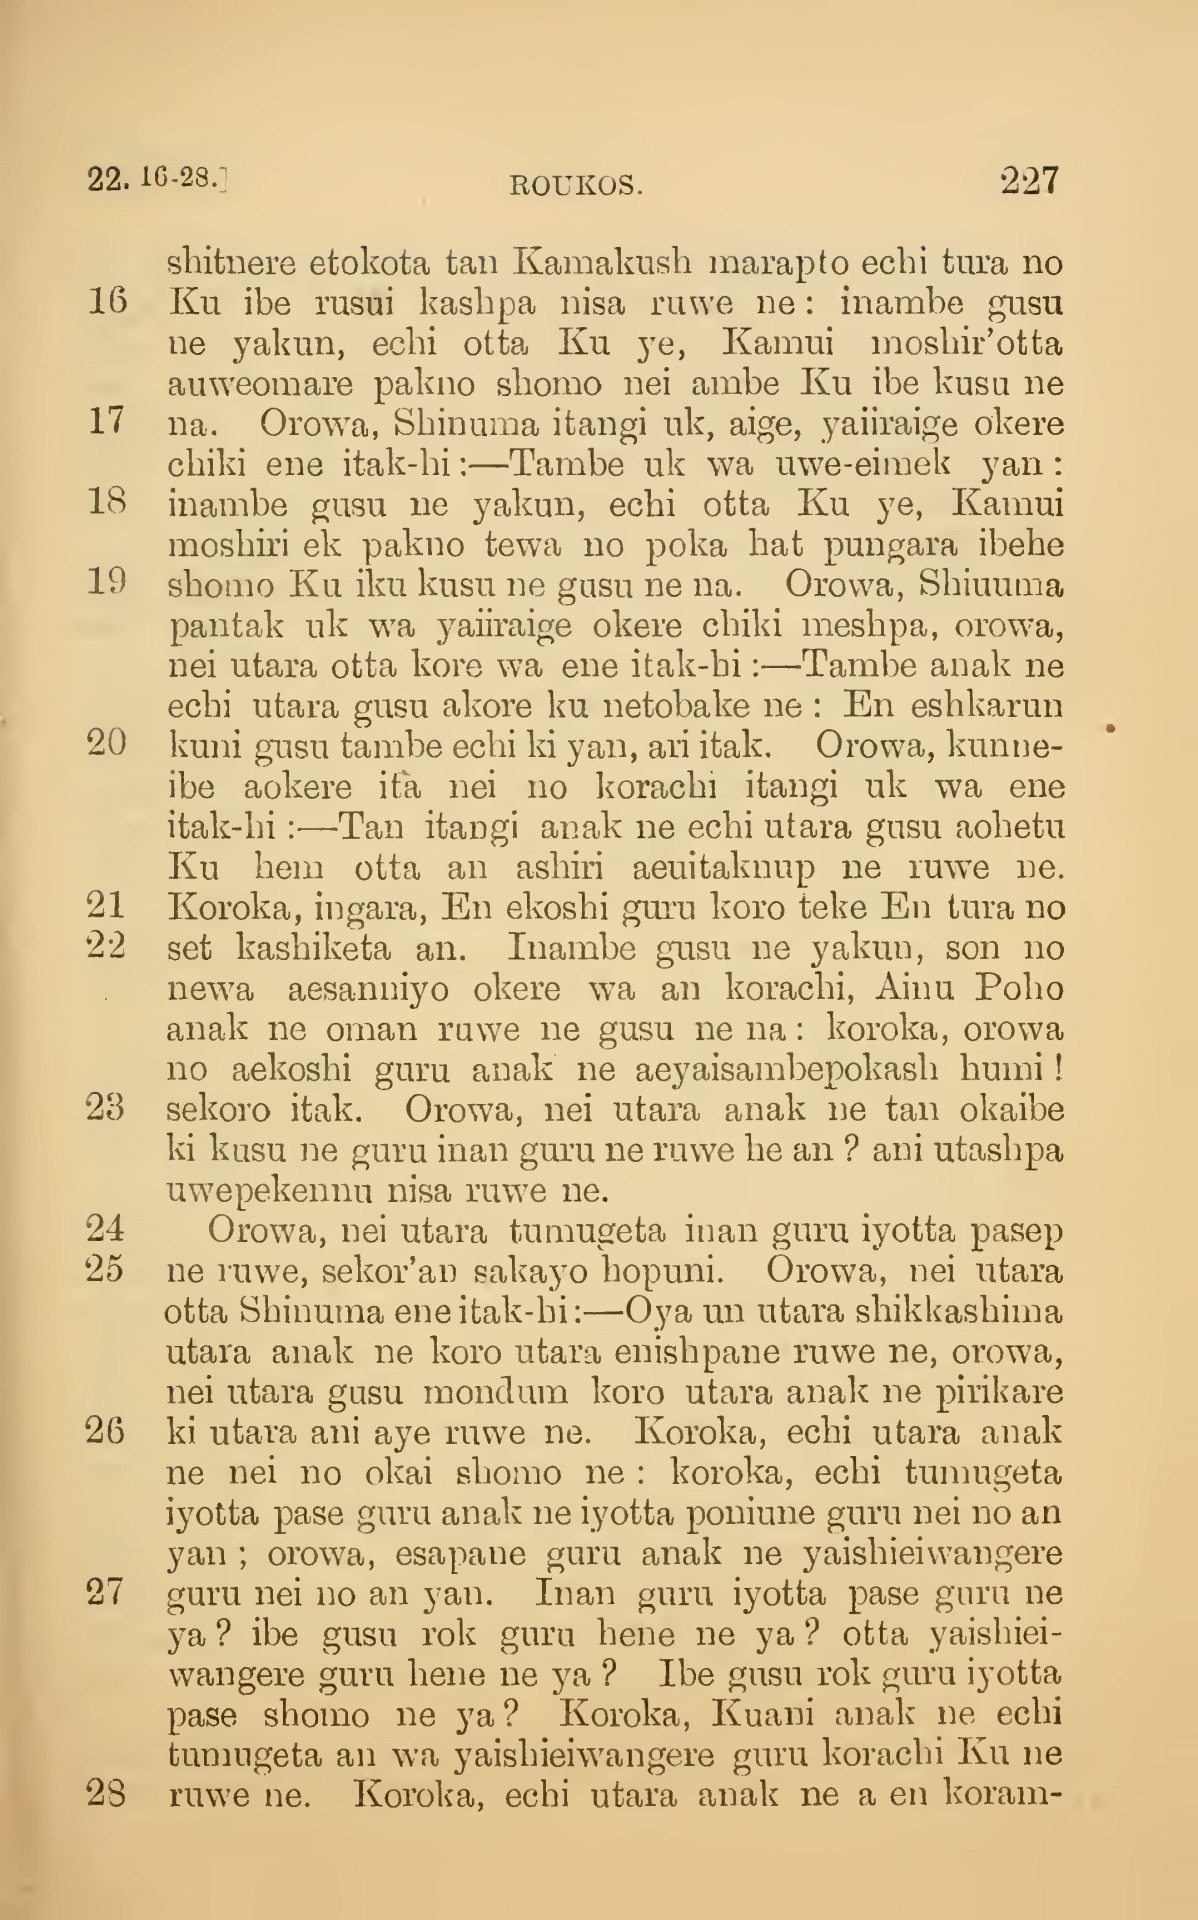 22. 16-28.] ROUKOS. 227
shitnere etokota tan Kamakush marapto echi tura no
16 Ku ibe rusui kashpa nisa ruwe ne : inambe gusu
ne yakun, echi otta Ku ye, Kamui moshir'otta
auweomare pakno shomo nei ambe Ku ibe kusu ne
17 na. Orowa, Shinuma itangi uk, aige, yaiiraige okere
chiki ene itak-hi :—Tambe uk wa uwe-eimek yan :
18 inambe gusu ne yakun, echi otta Ku ye, Kamui
moshiri ek pakno tewa no poka hat pungara ibehe
19 shomo Ku iku kusu ne gusu ne na. Orowa, Shinuma
pantak uk wa yaiiraige okere chiki meshpa, orowa,
nei utara otta kore wa ene itak-hi :—Tambe anak ne
echi utara gusu akore ku netobake ne : En eshkarun
20 kuni gusu tambe echi ki yan, ari itak. Orowa, kunne-
ibe aokere ita nei no korachi itangi uk wa ene
itak-hi :—Tan itangi anak ne echi utara gusu aohetu
Ku hem otta an ashiri aeuitaknup ne ruwe ne.
21 Koroka, ingara, En ekoshi guru koro teke En tura no
22 set kashiketa an. Inambe gusu ne yakun, son no
newa aesanniyo okere wa an korachi, Ainu Poho
anak ne oman ruwe ne gusu ne na : koroka, orowa
no aekoshi guru anak ne aeyaisambepokash humi !
23 sekoro itak. Orowa, nei utara anak ne tan okaibe
ki kusu ne guru inan guru ne ruwe he an ? ani utashpa
uwepekennu nisa ruwe ne.
24 Orowa, nei utara tumugeta inan guru iyotta pasep
25 ne ruwe, sekor'an sakayo hopuni. Orowa, nei utara
otta Shinuma ene itak-hi :—Oya un utara shikkashima
utara anak ne koro utara enishpane ruwe ne, orowa,
nei utara gusu mondum koro utara anak ne pirikare
26 ki utara ani aye ruwe ne. Koroka, echi utara anak
ne nei no okai shomo ne : koroka, echi tumugeta
iyotta pase guru anak ne iyotta poniune guru nei no an
yan ; orowa, esapane guru anak ne yaishieiwangere
27 guru nei no an yan. Inan guru iyotta pase guru ne
ya ? ibe gusu rok guru hene ne ya ? otta yaishiei-
wangere guru hene ne ya ? Ibe gusu rok guru iyotta
pase shomo ne ya ? Koroka, Kuani anak ne echi
tumugeta an wa yaishieiwangere guru korachi Ku ne
28 ruwe ne. Koroka, echi utara anak ne a en koram-